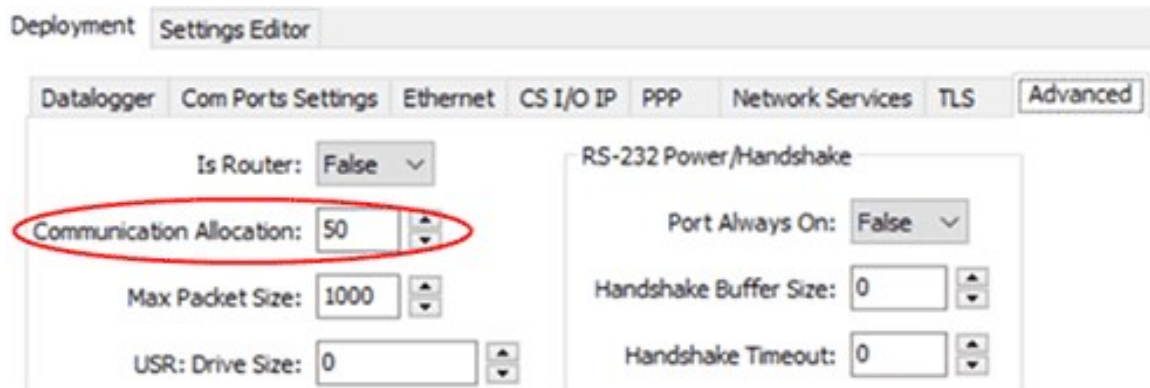 Deployment Settings Editor
Datalogger Com Ports Settings Ethernet CS I/O IP PPP Network Services TLS Advanced
Is Router: False
Communication Allocation: 50
Max Packet Size: 1000
USR: Drive Size: 0
RS-232 Power/Handshake
Port Always On: False
Handshake Buffer Size: 0
Handshake Timeout: 0